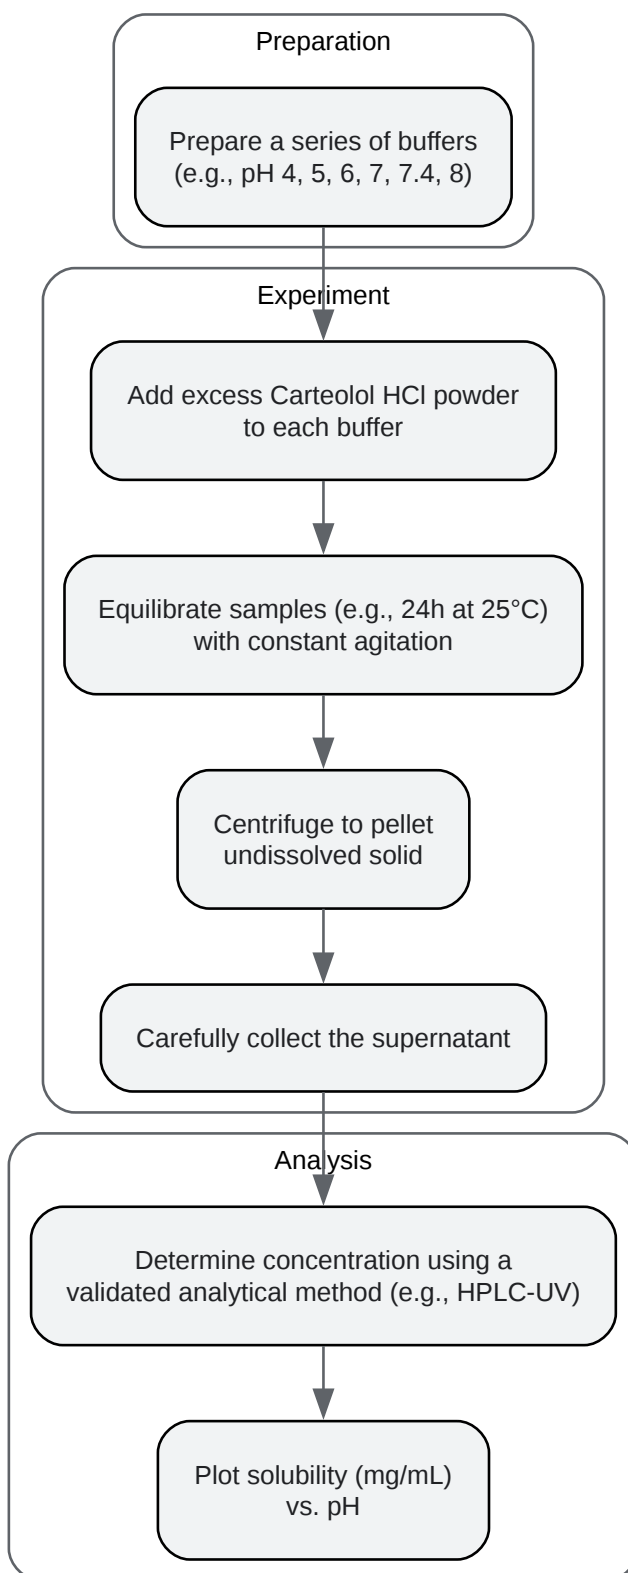 Preparation
Prepare a series of buffers
(e.g., pH 4, 5, 6, 7, 7.4, 8)
Experiment
Add excess Carteolol HCl powder
to each buffer
Equilibrate samples (e.g., 24h at 25°C)
with constant agitation
Centrifuge to pellet
undissolved solid
Carefully collect the supernatant
Analysis
Determine concentration using a
validated analytical method (e.g., HPLC-UV)
Plot solubility (mg/mL)
vs. pH